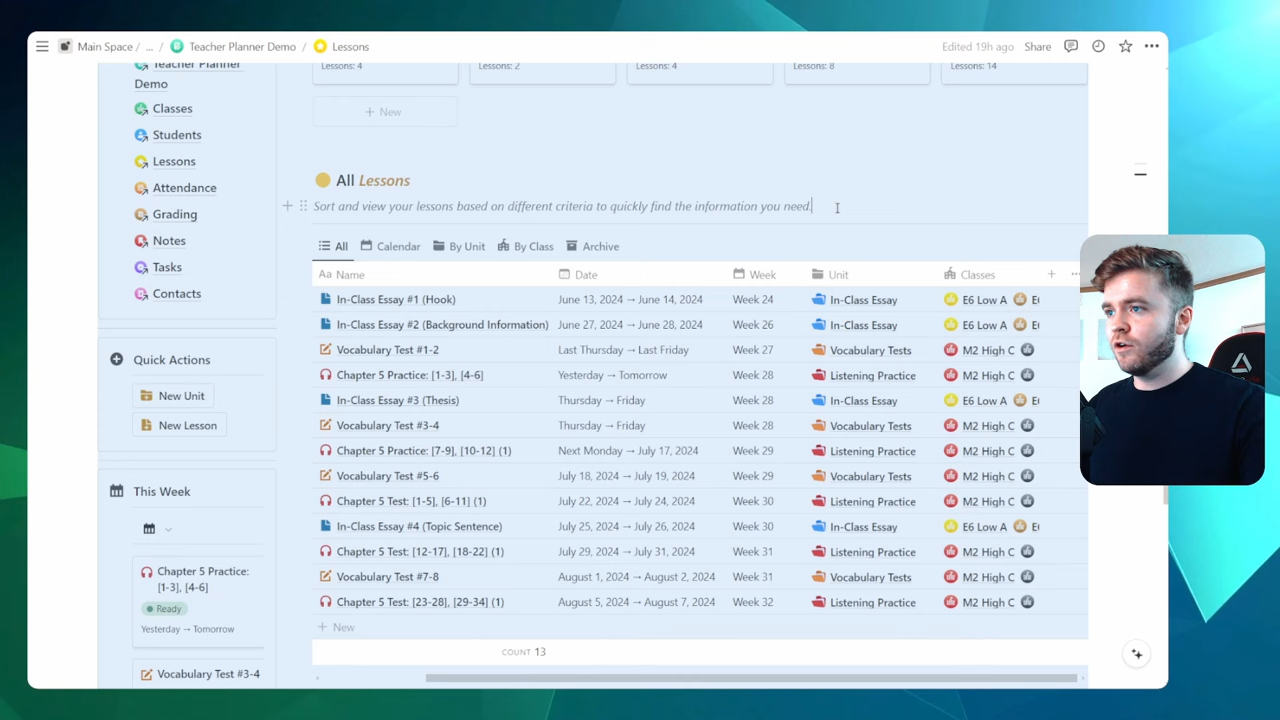 Main Space / ... / Teacher Planner Demo / Lessons
Edited 19h ago Share
Teacher Planner
Demo
Classes
Students
Lessons
Attendance
Grading
Notes
Tasks
Contacts
Quick Actions
New Unit
New Lesson
This Week
Chapter 5 Practice:
[1-3], [4-6]
Ready
Yesterday → Tomorrow
Vocabulary Test #3-4
Lessons: 4 Lessons: 2 Lessons: 4 Lessons: 8 Lessons: 14
+ New
All Lessons
Sort and view your lessons based on different criteria to quickly find the information you need.
All Calendar By Unit By Class Archive
Aa Name Date Week Unit Classes + ...
In-Class Essay #1 (Hook) June 13, 2024 → June 14, 2024 Week 24 In-Class Essay E6 Low A
In-Class Essay #2 (Background Information) June 27, 2024 → June 28, 2024 Week 26 In-Class Essay E6 Low A
Vocabulary Test #1-2 Last Thursday → Last Friday Week 27 Vocabulary Tests M2 High C
Chapter 5 Practice: [1-3], [4-6] Yesterday → Tomorrow Week 28 Listening Practice M2 High C
In-Class Essay #3 (Thesis) Thursday → Friday Week 28 In-Class Essay E6 Low A
Vocabulary Test #3-4 Thursday → Friday Week 28 Vocabulary Tests M2 High C
Chapter 5 Practice: [7-9], [10-12] (1) Next Monday → July 17, 2024 Week 29 Listening Practice M2 High C
Vocabulary Test #5-6 July 18, 2024 → July 19, 2024 Week 29 Vocabulary Tests M2 High C
Chapter 5 Test: [1-5], [6-11] (1) July 22, 2024 → July 24, 2024 Week 30 Listening Practice M2 High C
In-Class Essay #4 (Topic Sentence) July 25, 2024 → July 26, 2024 Week 30 In-Class Essay E6 Low A
Chapter 5 Test: [12-17], [18-22] (1) July 29, 2024 → July 31, 2024 Week 31 Listening Practice M2 High C
Vocabulary Test #7-8 August 1, 2024 → August 2, 2024 Week 31 Vocabulary Tests M2 High C
Chapter 5 Test: [23-28], [29-34] (1) August 5, 2024 → August 7, 2024 Week 32 Listening Practice M2 High C
+ New
COUNT 13